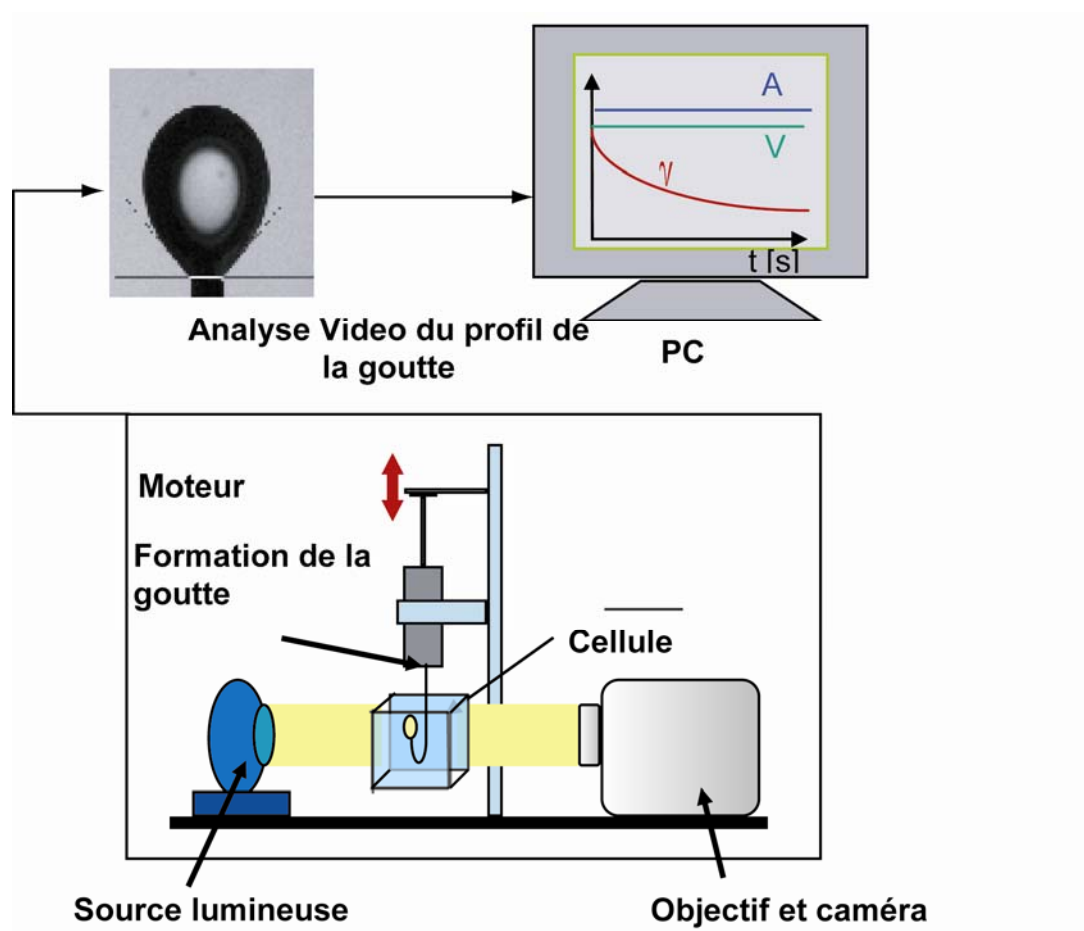 A
V
γ
t [s]
Analyse Video du profil de
la goutte
PC
Moteur
Formation de la
goutte
Cellule
Source lumineuse
Objectif et caméra